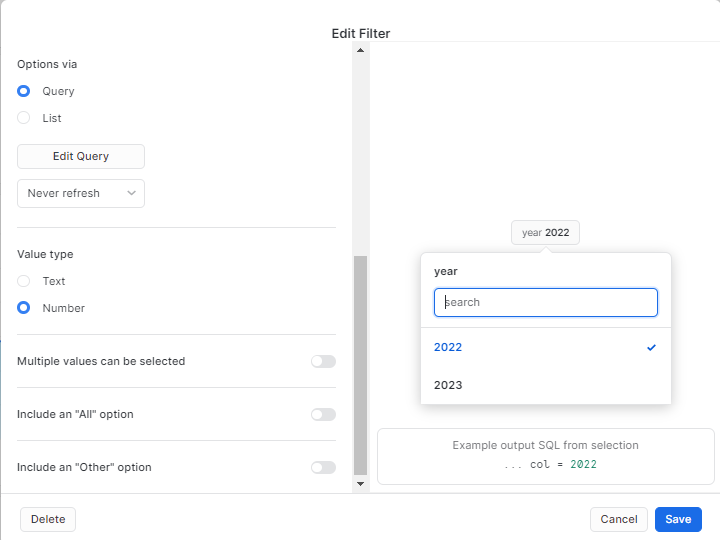 Edit Filter
Options via
Query
List
Edit Query
Never refresh
Value type
Text
Number
Multiple values can be selected
Include an "All" option
Include an "Other" option
year 2022
year
search
2022
2023
Example output SQL from selection
... col = 2022
Delete
Cancel
Save